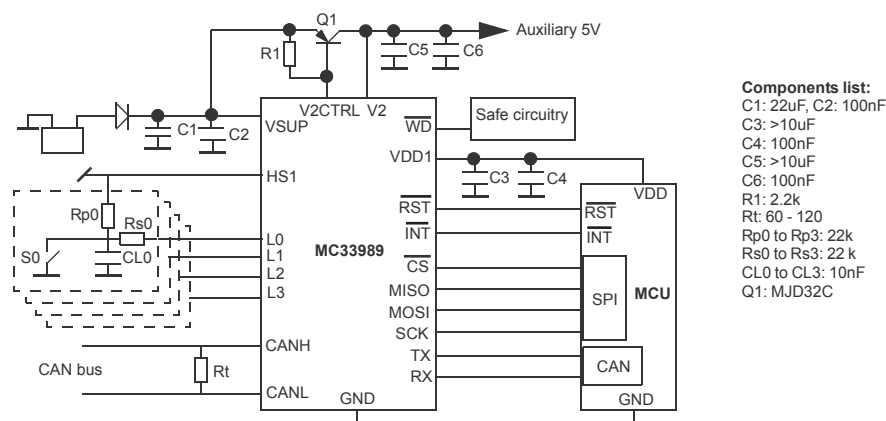 Q1
Auxiliary 5V
R1
C5
C6
V2CTRL V2
C1
C2
VSUP
WD
Safe circuitry
VDD1
C3
C4
VDD
HS1
Rp0
Rs0
RST
RST
S0
CL0
L0
INT
INT
L1
MC33989
L2
CS
L3
MISO
SPI
MCU
MOSI
SCK
CANH
TX
CAN
CAN bus
Rt
RX
CANL
GND
GND
Components list:
C1: 22uF, C2: 100nF
C3: >10uF
C4: 100nF
C5: >10uF
C6: 100nF
R1: 2.2k
Rt: 60 - 120
Rp0 to Rp3: 22k
Rs0 to Rs3: 22 k
CL0 to CL3: 10nF
Q1: MJD32C